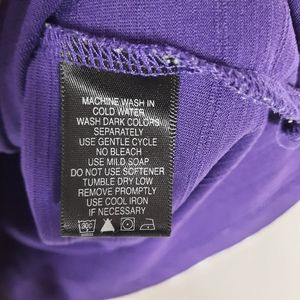 MACHINE WASH IN
COLD WATER
WASH DARK COLORS
SEPARATELY
USE GENTLE CYCLE
NO BLEACH
USE MILD SOAP
DO NOT USE SOFTENER
TUMBLE DRY LOW
REMOVE PROMPTLY
USE COOL IRON
IF NECESSARY